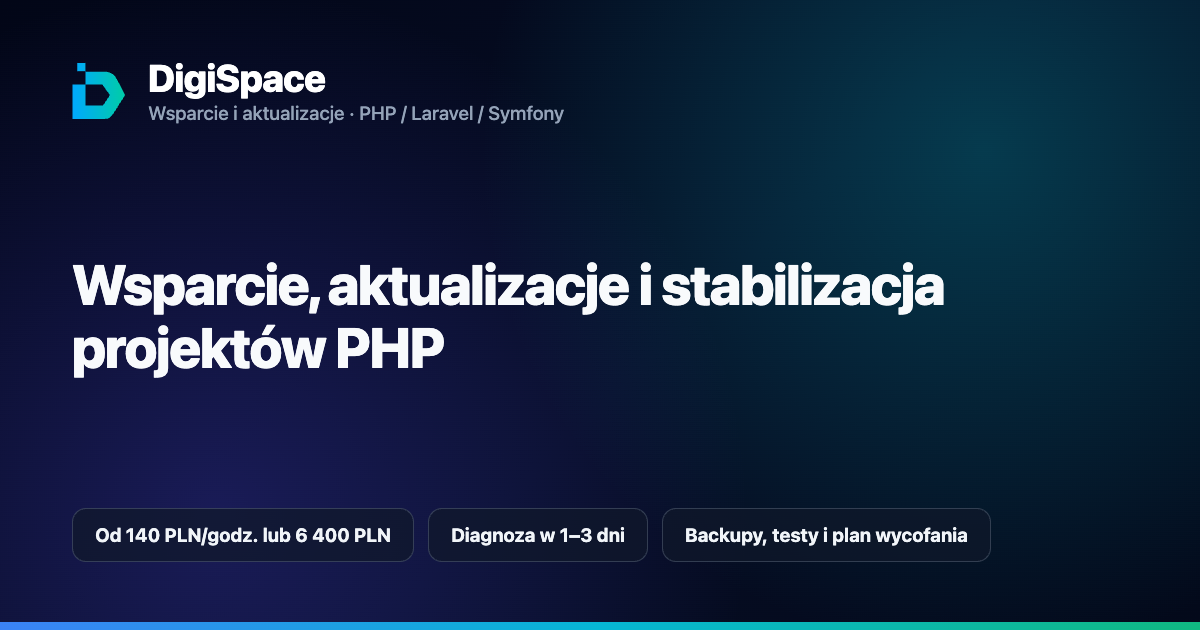 DigiSpace
Wsparcie i aktualizacje · PHP / Laravel / Symfony
Wsparcie, aktualizacje i stabilizacja
projektów PHP
Od 140 PLN/godz. lub 6 400 PLN
Diagnoza w 1–3 dni
Backupy, testy i plan wycofania